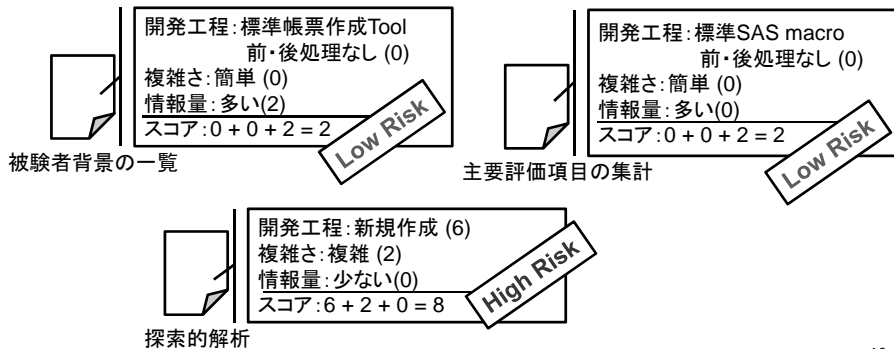 開発工程:標準帳票作成Tool
前・後処理なし (0)
複雑さ:簡単 (0)
情報量:多い(2)
スコア:0 + 0 + 2 = 2
Low Risk
被験者背景の一覧
開発工程:標準SAS macro
前・後処理なし (0)
複雑さ:簡単 (0)
情報量:多い(0)
スコア:0 + 0 + 2 = 2
Low Risk
主要評価項目の集計
開発工程:新規作成 (6)
複雑さ:複雑 (2)
情報量:少ない(0)
スコア:6 + 2 + 0 = 8
High Risk
探索的解析